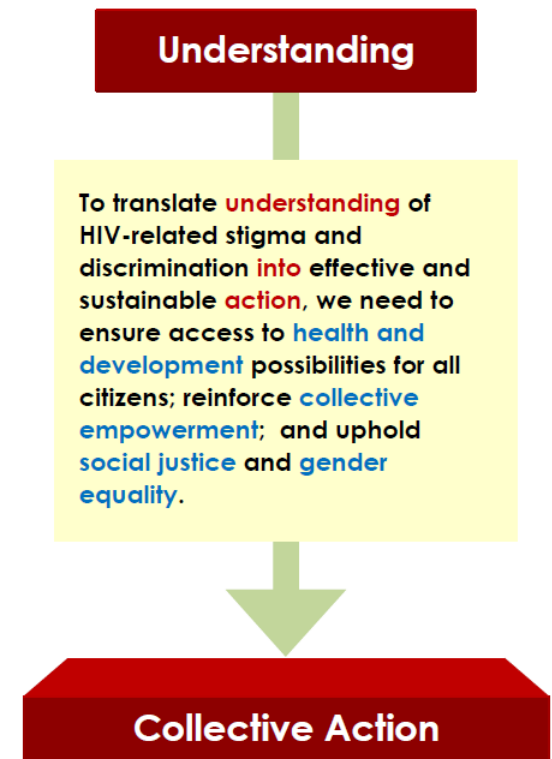 Understanding
To translate understanding of
HIV-related stigma and
discrimination into effective and
sustainable action, we need to
ensure access to health and
development possibilities for all
citizens; reinforce collective
empowerment;  and uphold
social justice and gender
equality.
Collective Action